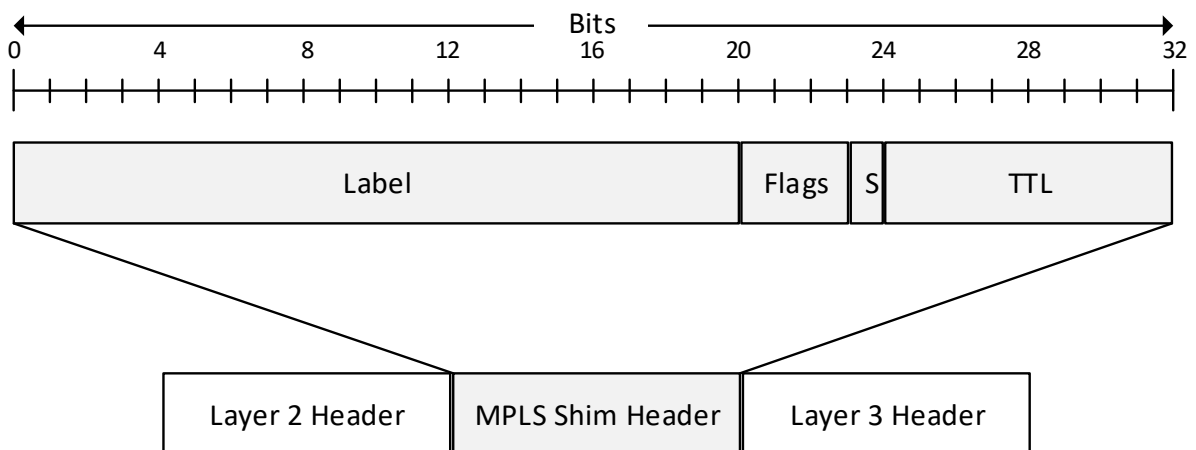 Bits
0 4 8 12 16 20 24 28 32
Label Flags S TTL
Layer 2 Header MPLS Shim Header Layer 3 Header